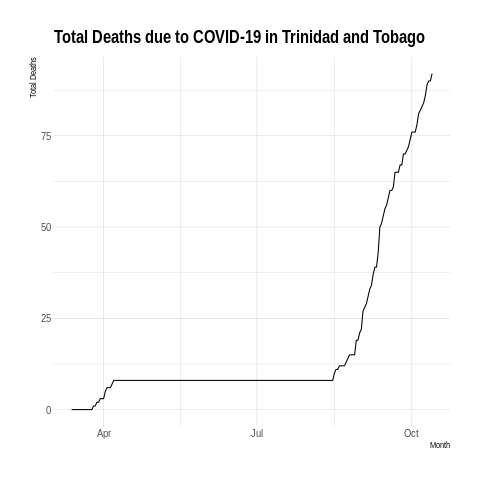 Total Deaths due to COVID-19 in Trinidad and Tobago
Total Deaths
75
50
25
0
Apr
Jul
Oct
Month